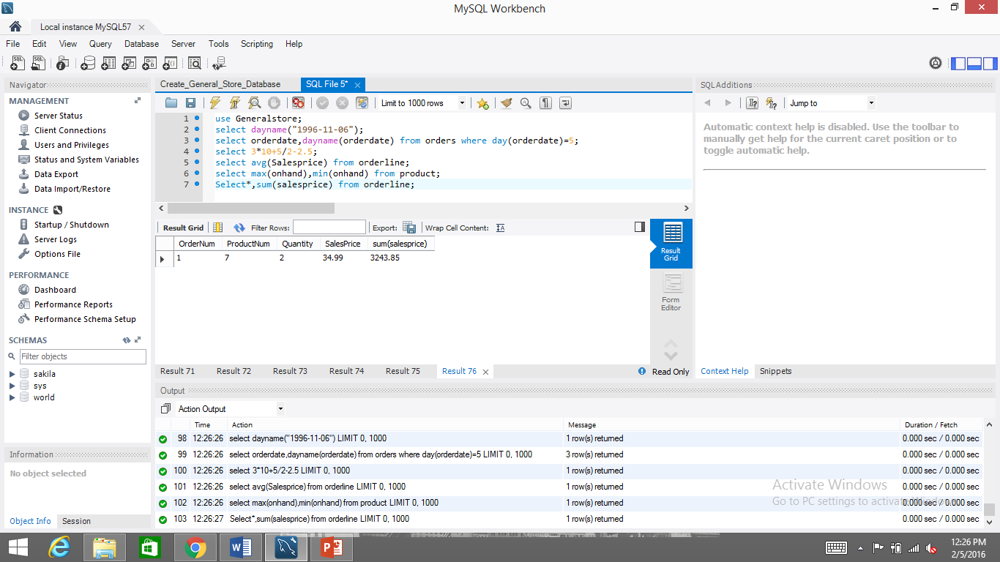 MySQL Workbench
Local instance MySQL57
File Edit View Query Database Server Tools Scripting Help
Navigator
MANAGEMENT
Server Status
Client Connections
Users and Privileges
Status and System Variables
Data Export
Data Import/Restore
INSTANCE
Startup / Shutdown
Server Logs
Options File
PERFORMANCE
Dashboard
Performance Reports
Performance Schema Setup
SCHEMAS
Filter objects
sakila
sys
world
Information
No object selected
Object Info Session
Create_General_Store_Database SQL File 5*
Limit to 1000 rows
1 use Generalstore;
2 select dayname("1996-11-06");
3 select orderdate,dayname(orderdate) from orders where day(orderdate)=5;
4 select 3*10+5/2-2.5;
5 select avg(Salesprice) from orderline;
6 select max(onhand),min(onhand) from product;
7 Select*,sum(salesprice) from orderline;
Result Grid Filter Rows: Export: Wrap Cell Content:
OrderNum ProductNum Quantity SalesPrice sum(salesprice)
1 7 2 34.99 3243.85
Result
Grid
Form
Editor
Result 71 Result 72 Result 73 Result 74 Result 75 Result 76 Read Only
SQLAdditions
Jump to
Automatic context help is disabled. Use the toolbar to
manually get help for the current caret position or to
toggle automatic help.
Context Help Snippets
Output
Action Output
Time Action Message Duration / Fetch
98 12:26:26 select dayname("1996-11-06") LIMIT 0, 1000 1 row(s) returned 0.000 sec / 0.000 sec
99 12:26:26 select orderdate,dayname(orderdate) from orders where day(orderdate)=5 LIMIT 0, 1000 3 row(s) returned 0.000 sec / 0.000 sec
100 12:26:26 select 3*10+5/2-2.5 LIMIT 0, 1000 1 row(s) returned 0.000 sec / 0.000 sec
101 12:26:26 select avg(Salesprice) from orderline LIMIT 0, 1000 1 row(s) returned 0.000 sec / 0.000 sec
102 12:26:26 select max(onhand),min(onhand) from product LIMIT 0, 1000 1 row(s) returned 0.000 sec / 0.000 sec
103 12:26:27 Select*,sum(salesprice) from orderline LIMIT 0, 1000 1 row(s) returned 0.000 sec / 0.000 sec
Activate Windows
Go to PC settings to activate Windows.
12:26 PM
2/5/2016